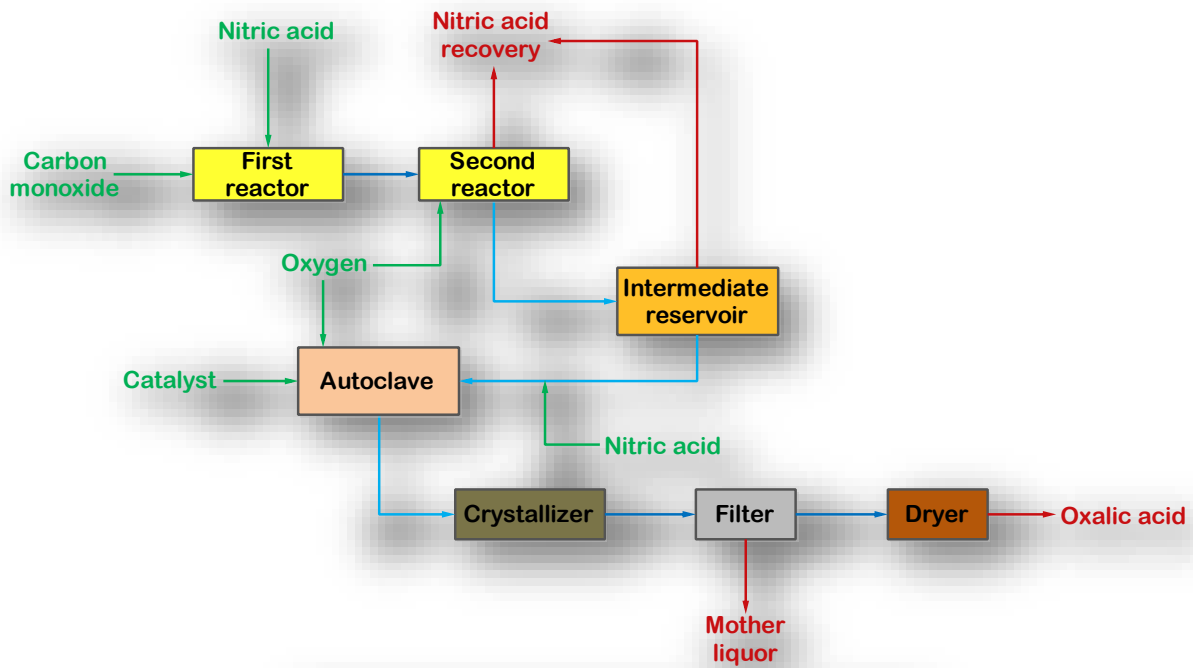 Nitric acid
Nitric acid
recovery
Carbon
monoxide
First
reactor
Second
reactor
Oxygen
Intermediate
reservoir
Catalyst
Autoclave
Nitric acid
Crystallizer
Filter
Dryer
Oxalic acid
Mother
liquor